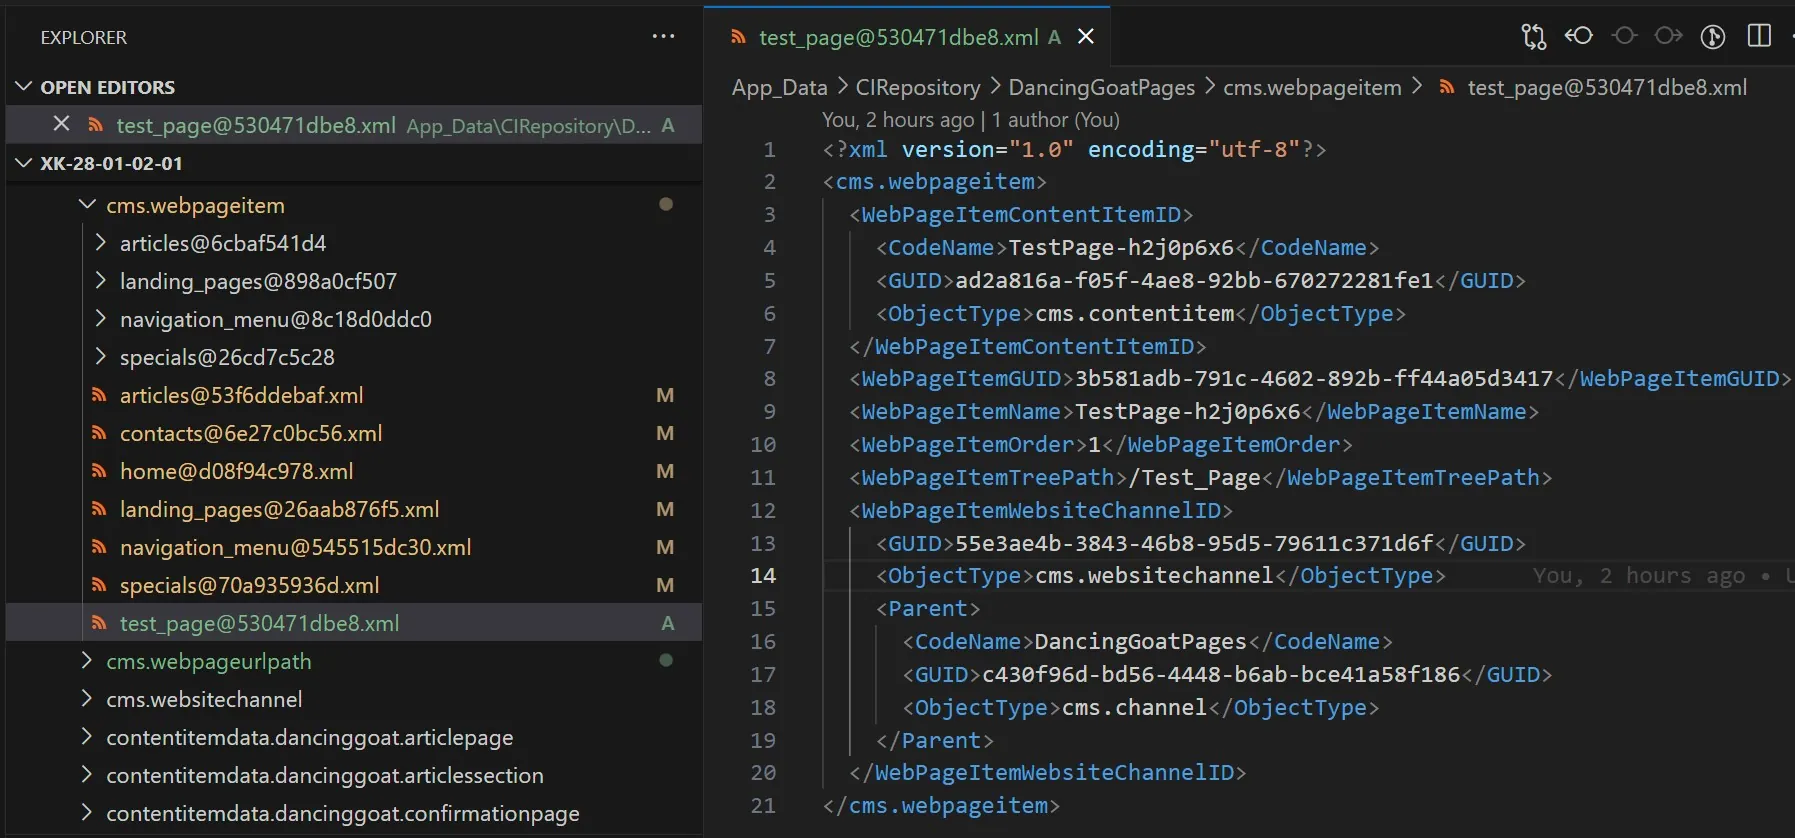 EXPLORER
OPEN EDITORS
test_page@530471dbe8.xml App_Data\CIRepository\D... A
XK-28-01-02-01
cms.webpageitem
articles@6cbaf541d4
landing_pages@898a0cf507
navigation_menu@8c18d0ddc0
specials@26cd7c5c28
articles@53f6ddebaf.xml M
contacts@6e27c0bc56.xml M
home@d08f94c978.xml M
landing_pages@26aab876f5.xml M
navigation_menu@545515dc30.xml M
specials@70a935936d.xml M
test_page@530471dbe8.xml A
cms.webpageurlpath
cms.websitechannel
contentitemdata.dancinggoat.articlepage
contentitemdata.dancinggoat.articlessection
contentitemdata.dancinggoat.confirmationpage
test_page@530471dbe8.xml A
App_Data > CIRepository > DancingGoatPages > cms.webpageitem > test_page@530471dbe8.xml
You, 2 hours ago | 1 author (You)
1 <?xml version="1.0" encoding="utf-8"?>
2 <cms.webpageitem>
3 <WebPageItemContentItemID>
4 <CodeName>TestPage-h2j0p6x6</CodeName>
5 <GUID>ad2a816a-f05f-4ae8-92bb-670272281fe1</GUID>
6 <ObjectType>cms.contentitem</ObjectType>
7 </WebPageItemContentItemID>
8 <WebPageItemGUID>3b581adb-791c-4602-892b-ff44a05d3417</WebPageItemGUID>
9 <WebPageItemName>TestPage-h2j0p6x6</WebPageItemName>
10 <WebPageItemOrder>1</WebPageItemOrder>
11 <WebPageItemTreePath>/Test_Page</WebPageItemTreePath>
12 <WebPageItemWebsiteChannelID>
13 <GUID>55e3ae4b-3843-46b8-95d5-79611c371d6f</GUID>
14 <ObjectType>cms.websitechannel</ObjectType> You, 2 hours ago •
15 <Parent>
16 <CodeName>DancingGoatPages</CodeName>
17 <GUID>c430f96d-bd56-4448-b6ab-bce41a58f186</GUID>
18 <ObjectType>cms.channel</ObjectType>
19 </Parent>
20 </WebPageItemWebsiteChannelID>
21 </cms.webpageitem>